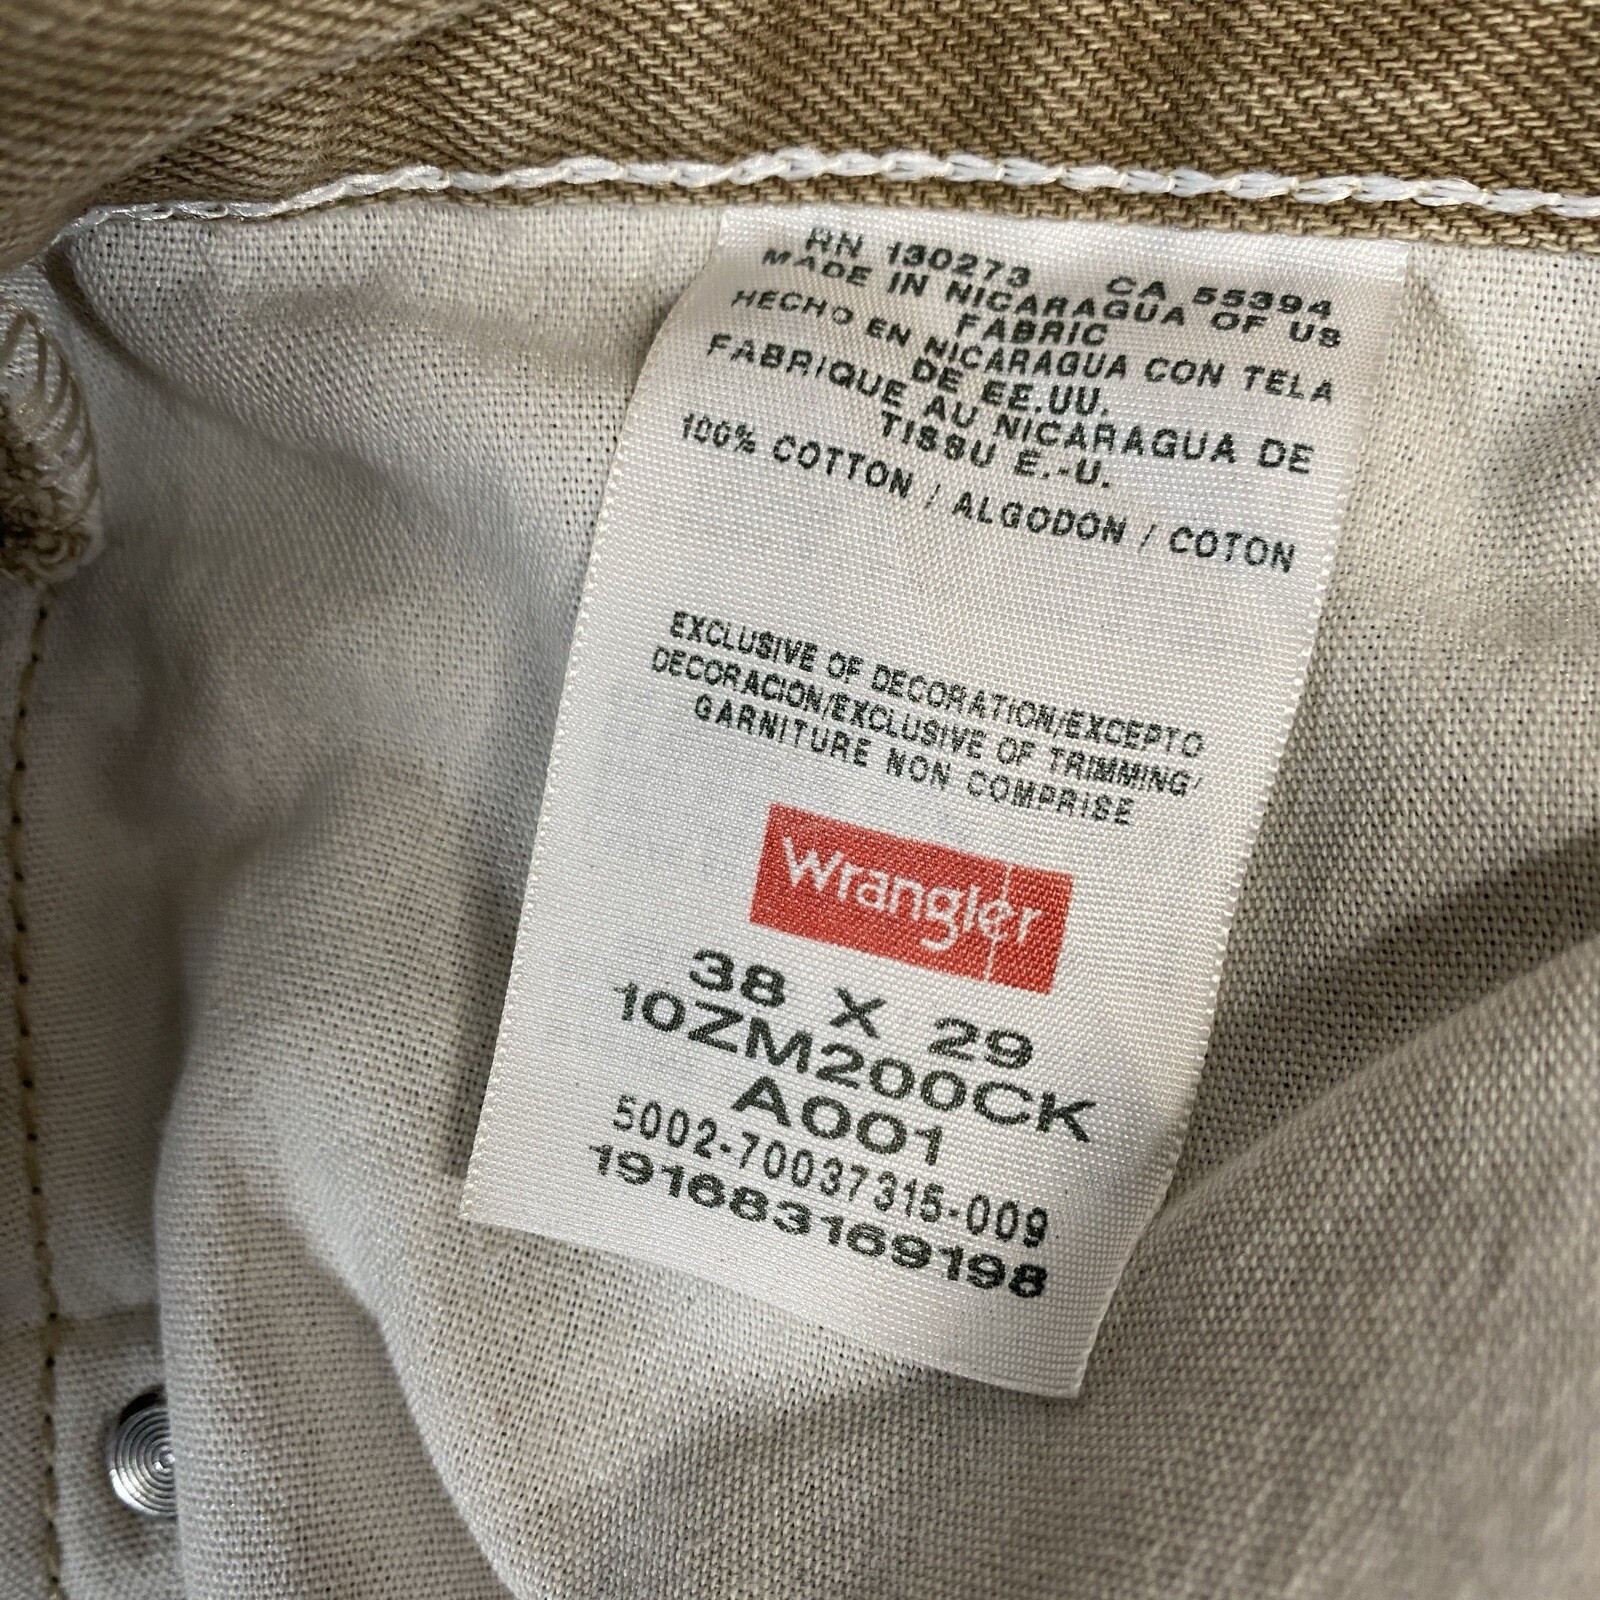 RN 130273 CA 55394
MADE IN NICARAGUA OF US
FABRIC
HECHO EN NICARAGUA CON TELA
DE EE.UU.
FABRIQUE AU NICARAGUA DE
TISSU E.-U.
100% COTTON / ALGODON / COTON
EXCLUSIVE OF DECORATION/EXCEPTO
DECORACION/EXCLUSIVE OF TRIMMING/
GARNITURE NON COMPRISE
Wrangler
38 X 29
10ZM200CK
A001
5002-70037315-009
191683169198